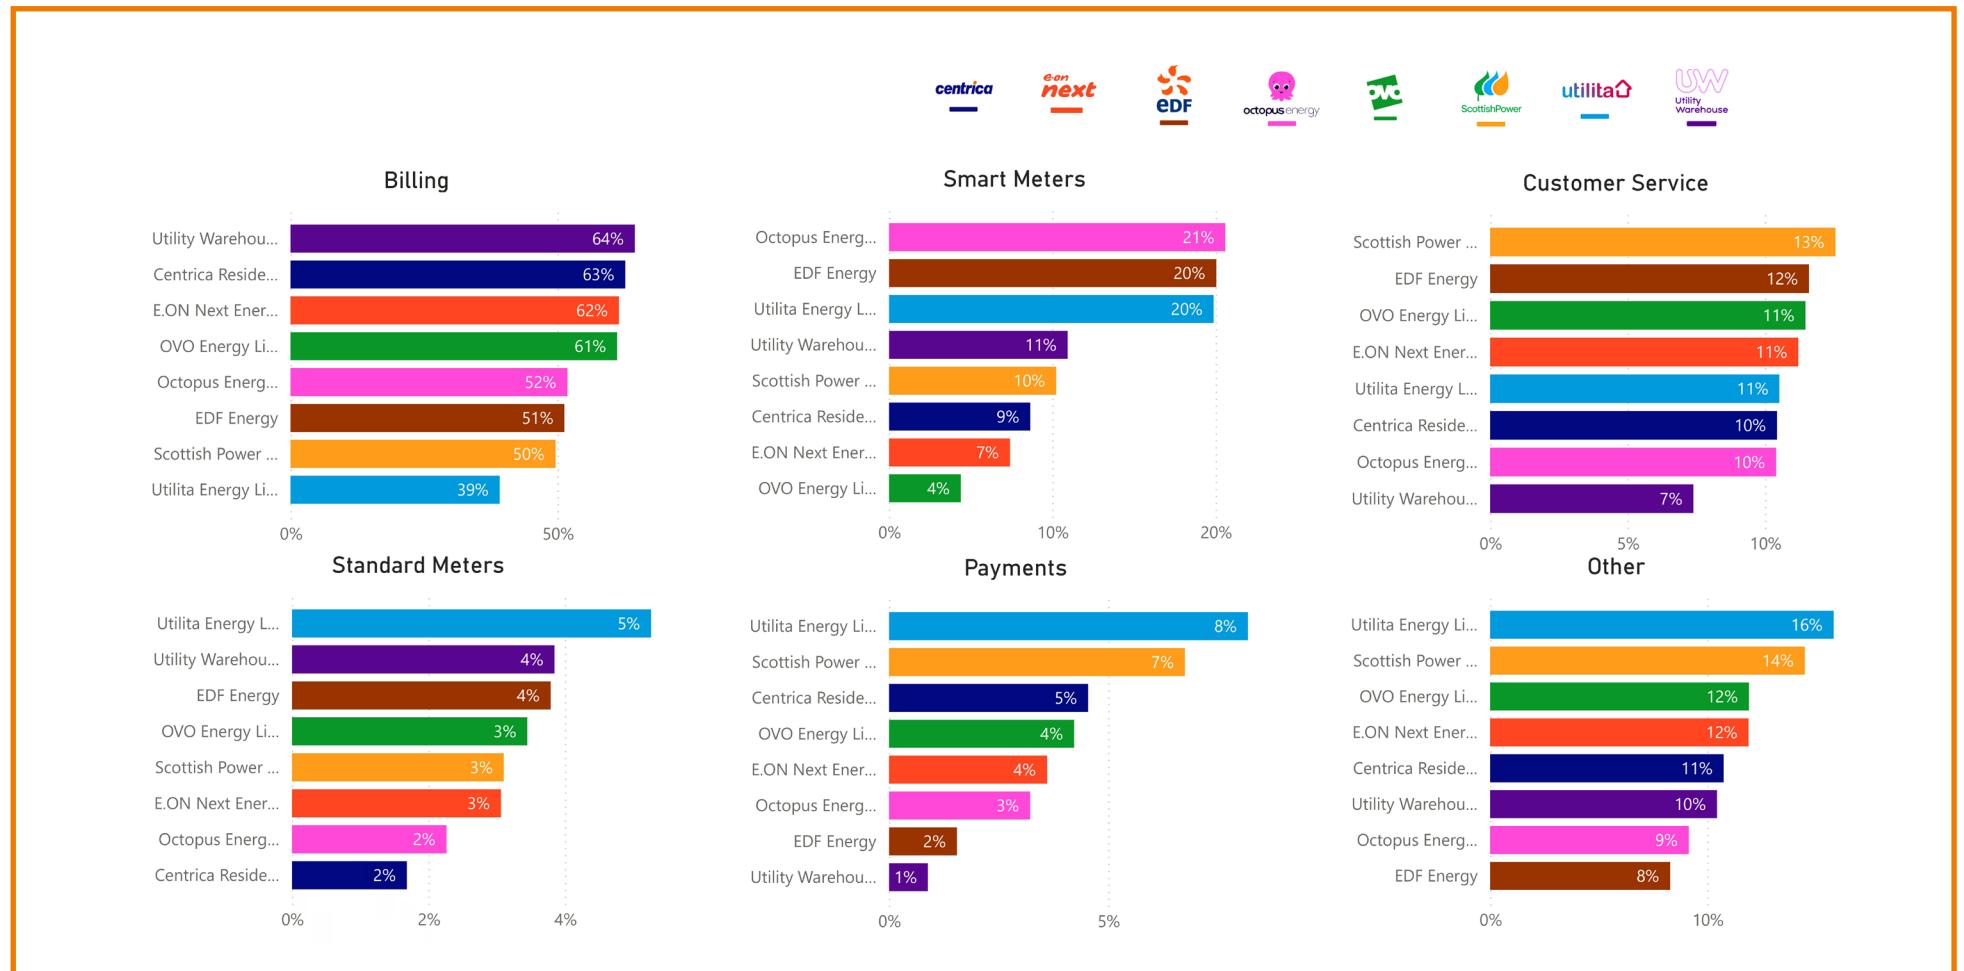 centrica
e·on
next
eDF
octopusenergy
ovo
ScottishPower
utilita
UW
Utility
Warehouse
Billing
Utility Warehou... 64%
Centrica Reside... 63%
E.ON Next Ener... 62%
OVO Energy Li... 61%
Octopus Energ... 52%
EDF Energy 51%
Scottish Power ... 50%
Utilita Energy Li... 39%
0% 50%
Smart Meters
Octopus Energ... 21%
EDF Energy 20%
Utilita Energy L... 20%
Utility Warehou... 11%
Scottish Power ... 10%
Centrica Reside... 9%
E.ON Next Ener... 7%
OVO Energy Li... 4%
0% 10% 20%
Customer Service
Scottish Power ... 13%
EDF Energy 12%
OVO Energy Li... 11%
E.ON Next Ener... 11%
Utilita Energy L... 11%
Centrica Reside... 10%
Octopus Energ... 10%
Utility Warehou... 7%
0% 5% 10%
Standard Meters
Utilita Energy L... 5%
Utility Warehou... 4%
EDF Energy 4%
OVO Energy Li... 3%
Scottish Power ... 3%
E.ON Next Ener... 3%
Octopus Energ... 2%
Centrica Reside... 2%
0% 2% 4%
Payments
Utilita Energy Li... 8%
Scottish Power ... 7%
Centrica Reside... 5%
OVO Energy Li... 4%
E.ON Next Ener... 4%
Octopus Energ... 3%
EDF Energy 2%
Utility Warehou... 1%
0% 5%
Other
Utilita Energy Li... 16%
Scottish Power ... 14%
OVO Energy Li... 12%
E.ON Next Ener... 12%
Centrica Reside... 11%
Utility Warehou... 10%
Octopus Energ... 9%
EDF Energy 8%
0% 10%